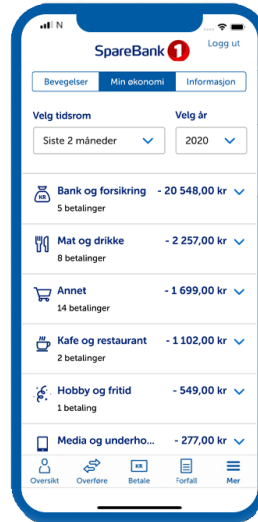 N
SpareBank 1
Logg ut
Bevegelser Min økonomi Informasjon
Velg tidsrom Velg år
Siste 2 måneder 2020
Bank og forsikring - 20 548,00 kr
KR
5 betalinger
Mat og drikke - 2 257,00 kr
8 betalinger
Annet - 1 699,00 kr
14 betalinger
Kafe og restaurant - 1 102,00 kr
2 betalinger
Hobby og fritid - 549,00 kr
1 betaling
Media og underho... - 277,00 kr
KR
Oversikt Overføre Betale Forfall Mer